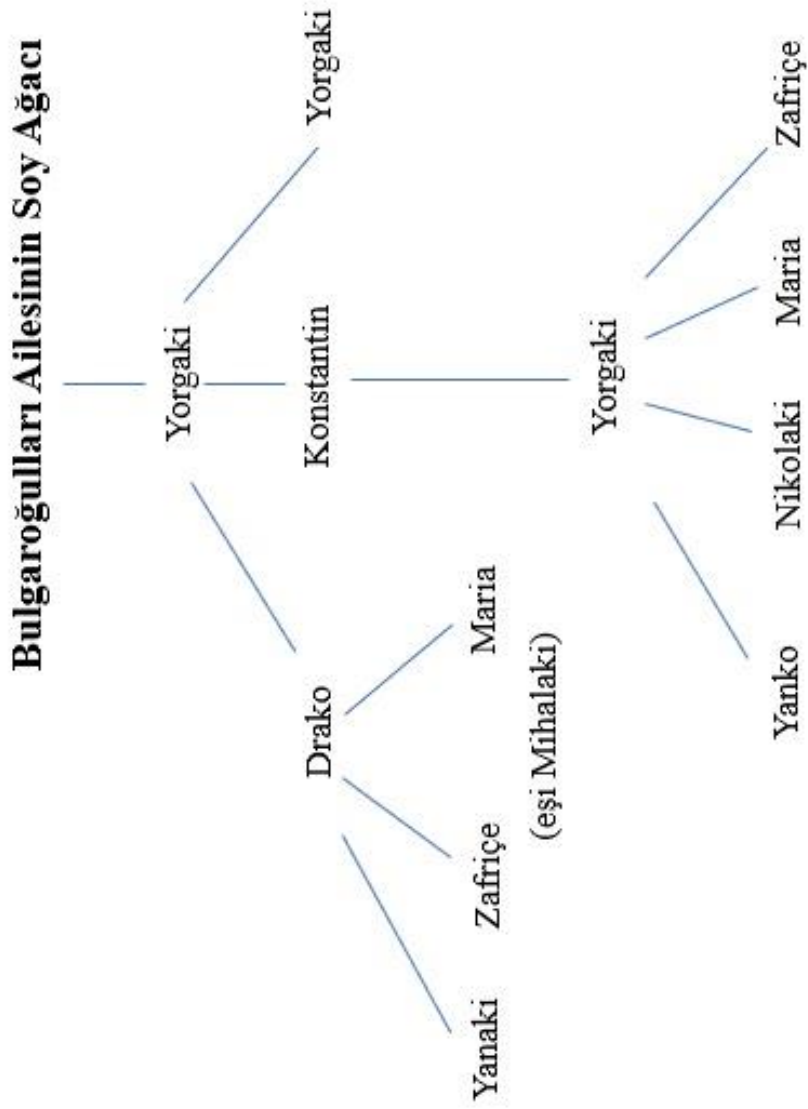 Bulgaroğulları Ailesinin Soy Ağacı
Yorgaki
Drako
Konstantin
Yorgaki
Yanaki
Zafriçe
Maria
(eşi Mihalaki)
Yorgaki
Yanko
Nikolaki
Maria
Zafriçe